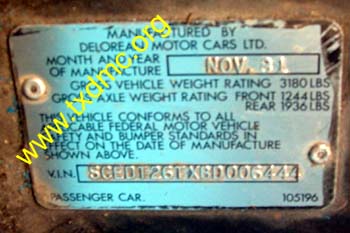 MANUFACTURED BY
DELOREAN MOTOR CARS LTD.
MONTH AND YEAR
OF MANUFACTURE NOV. 81
GROSS VEHICLE WEIGHT RATING 3180 LBS
GROSS AXLE WEIGHT RATING FRONT 1244 LBS
REAR 1936 LBS
THIS VEHICLE CONFORMS TO ALL
FEDERAL MOTOR VEHICLE
SAFETY AND BUMPER STANDARDS IN
EFFECT ON THE DATE OF MANUFACTURE
SHOWN ABOVE.
V.I.N.
PASSENGER CAR. 105196
www.txdmc.org